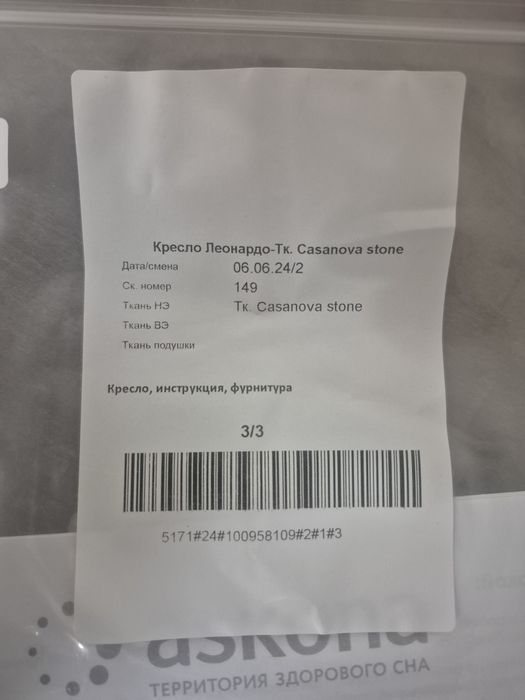 Кресло Леонардо-Тк. Casanova stone
Дата/смена 06.06.24/2
Ск. номер 149
Ткань НЭ Тк. Casanova stone
Ткань ВЭ
Ткань подушки
Кресло, инструкция, фурнитура
3/3
5171#24#100958109#2#1#3
askona
ТЕРРИТОРИЯ ЗДОРОВОГО СНА